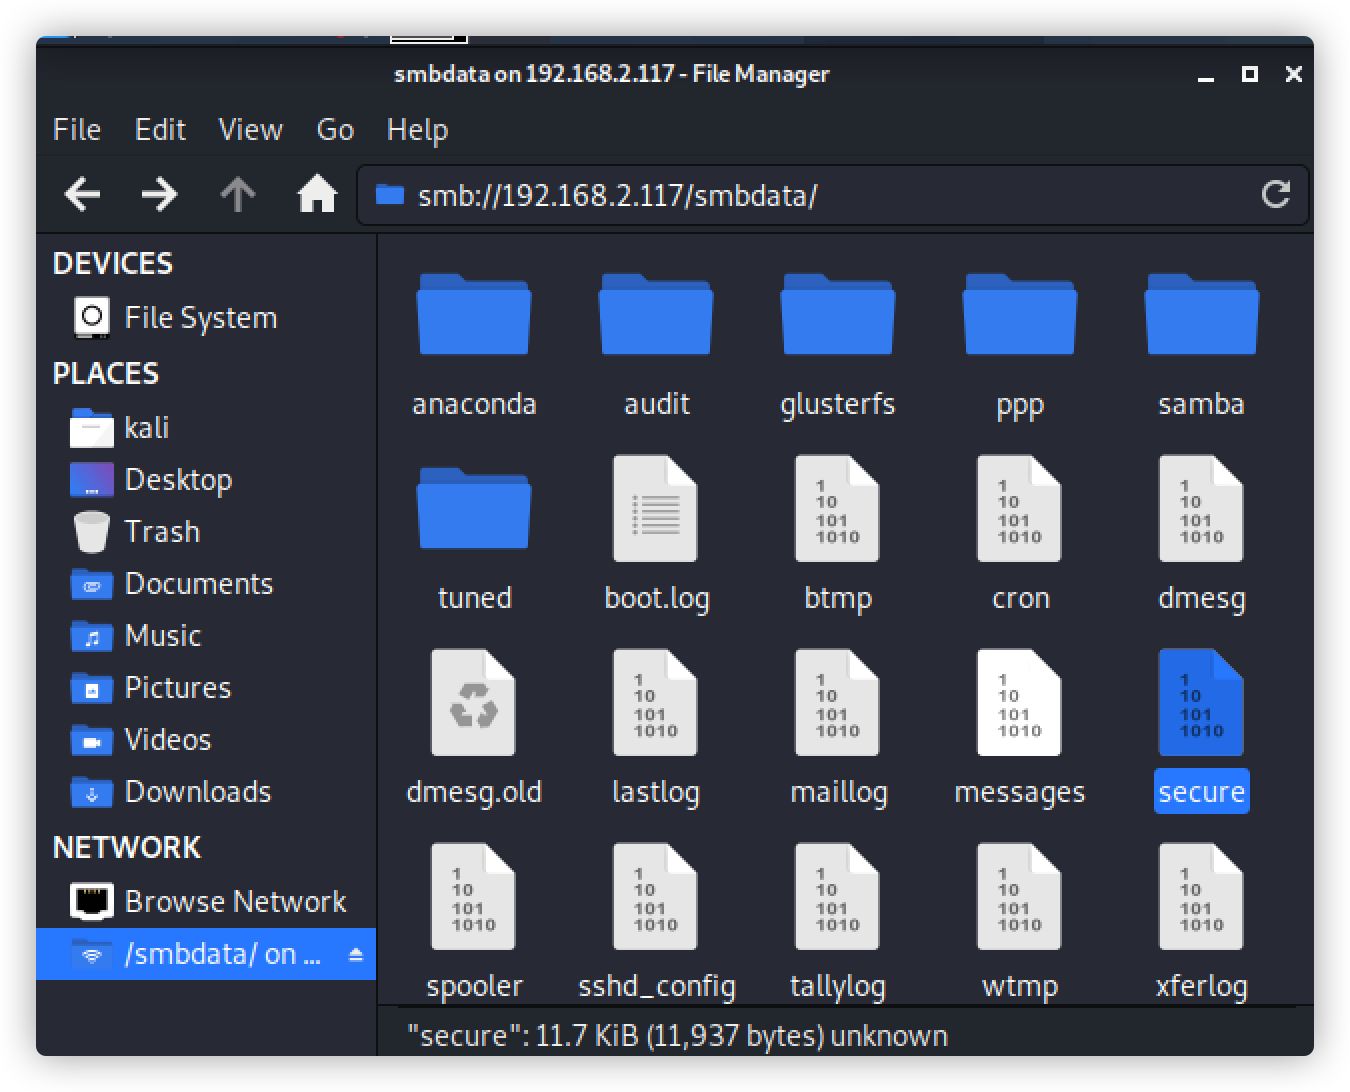 smbdata on 192.168.2.117 - File Manager
File Edit View Go Help
smb://192.168.2.117/smbdata/
DEVICES
File System
PLACES
kali
Desktop
Trash
Documents
Music
Pictures
Videos
Downloads
NETWORK
Browse Network
/smbdata/ on ...
anaconda audit glusterfs ppp samba
1 1 1
10 10 10
101 101 101
1010 1010 1010
tuned boot.log btmp cron dmesg
1 1 1 1
10 10 10 10
101 101 101 101
1010 1010 1010 1010
dmesg.old lastlog maillog messages secure
1 1 1 1 1
10 10 10 10 10
101 101 101 101 101
1010 1010 1010 1010 1010
spooler sshd_config tallylog wtmp xferlog
"secure": 11.7 KiB (11,937 bytes) unknown